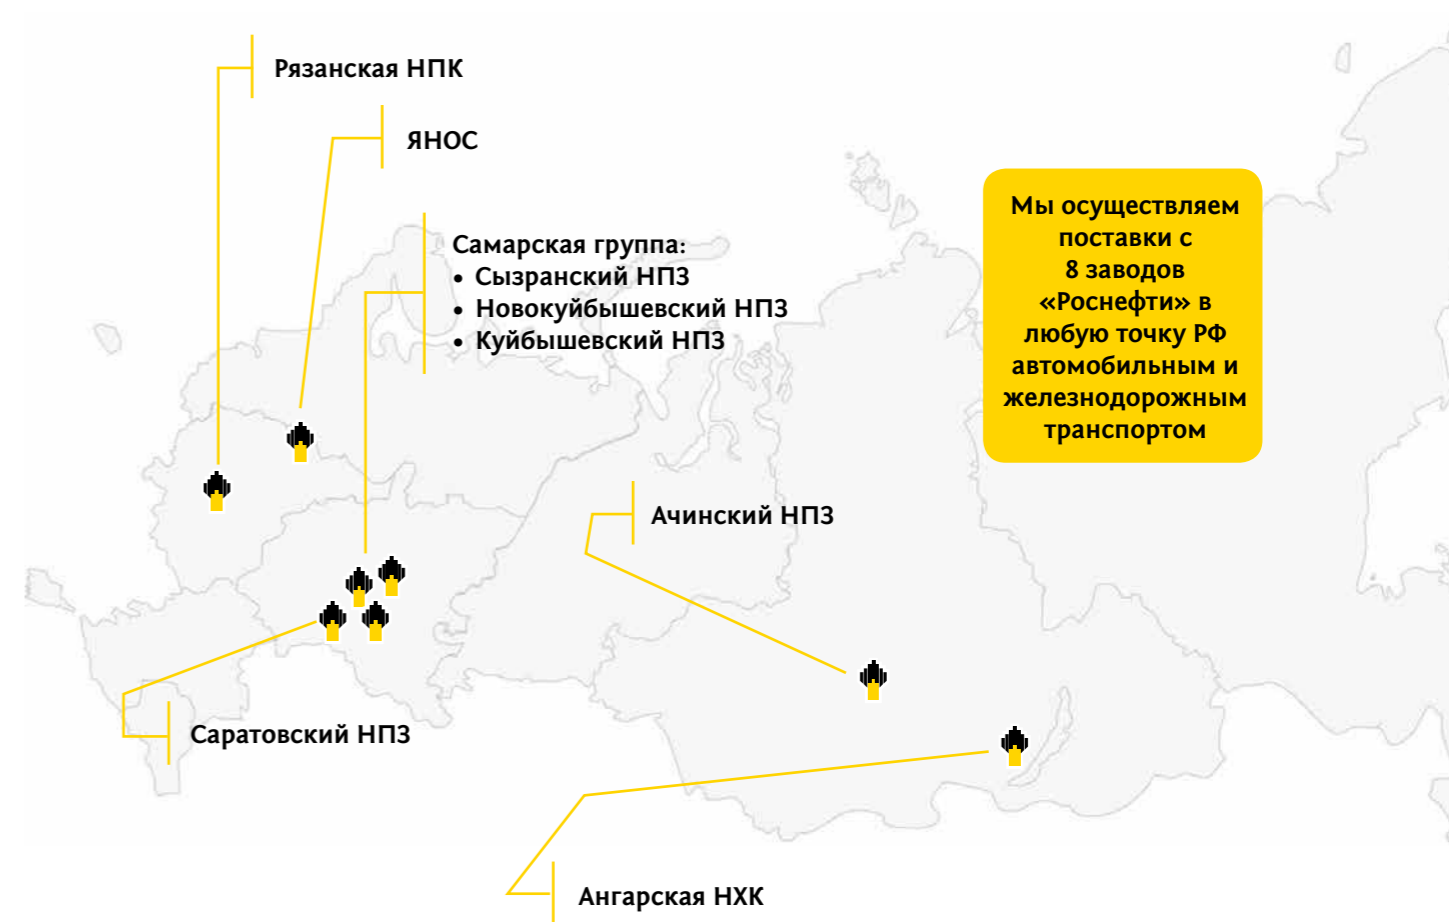 Рязанская НПК
ЯНОС
Самарская группа:
• Сызранский НПЗ
• Новокуйбышевский НПЗ
• Куйбышевский НПЗ
Мы осуществляем
поставки с
8 заводов
«Роснефти» в
любую точку РФ
автомобильным и
железнодорожным
транспортом
Ачинский НПЗ
Саратовский НПЗ
Ангарская НХК